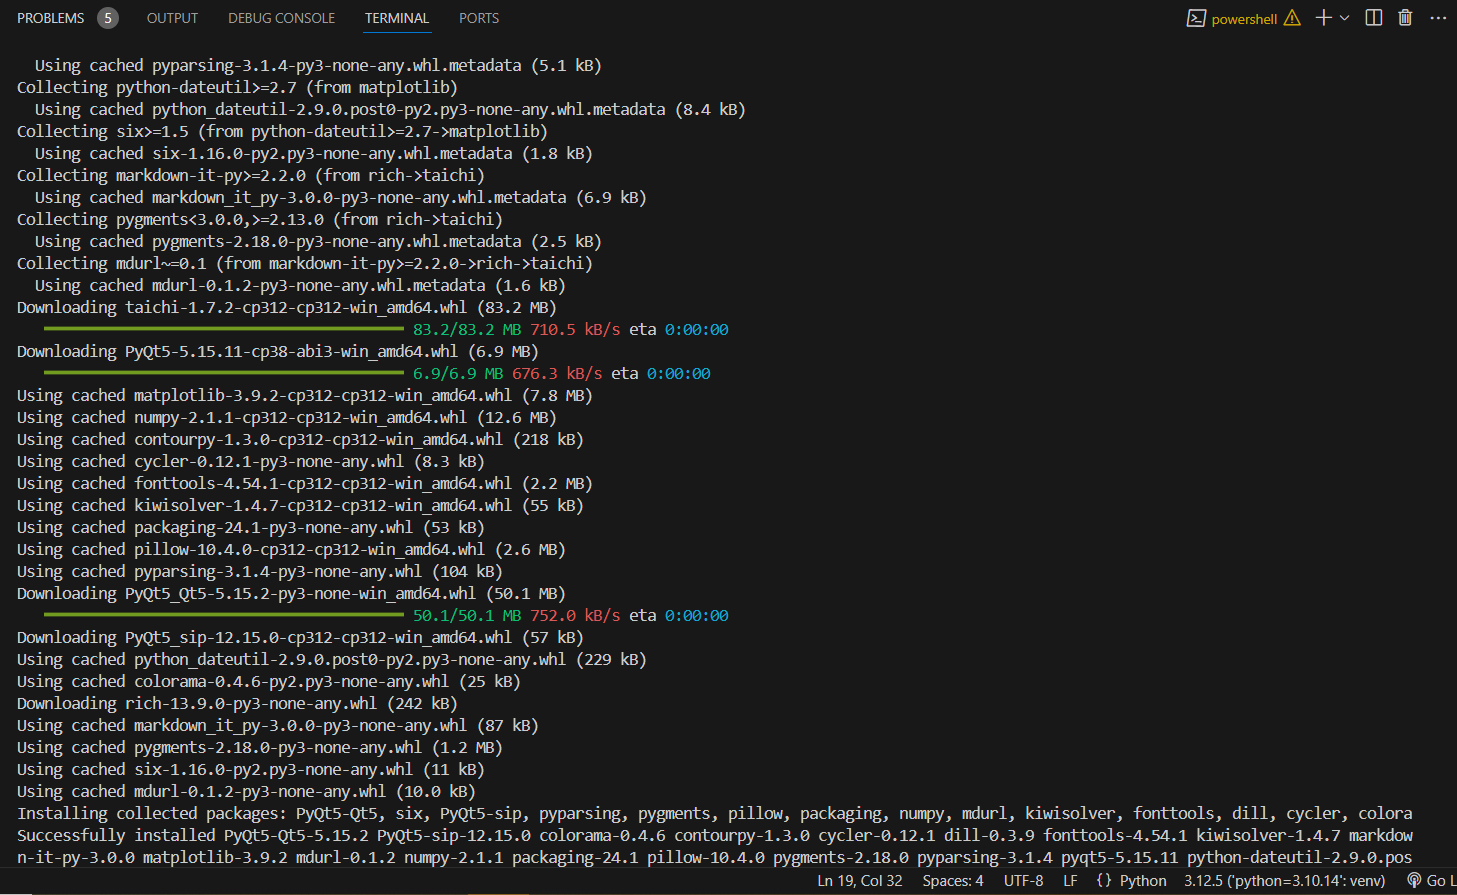 PROBLEMS 5 OUTPUT DEBUG CONSOLE TERMINAL PORTS powershell
Using cached pyparsing-3.1.4-py3-none-any.whl.metadata (5.1 kB)
Collecting python-dateutil>=2.7 (from matplotlib)
Using cached python_dateutil-2.9.0.post0-py2.py3-none-any.whl.metadata (8.4 kB)
Collecting six>=1.5 (from python-dateutil>=2.7->matplotlib)
Using cached six-1.16.0-py2.py3-none-any.whl.metadata (1.8 kB)
Collecting markdown-it-py>=2.2.0 (from rich->taichi)
Using cached markdown_it_py-3.0.0-py3-none-any.whl.metadata (6.9 kB)
Collecting pygments<3.0.0,>=2.13.0 (from rich->taichi)
Using cached pygments-2.18.0-py3-none-any.whl.metadata (2.5 kB)
Collecting mdurl~=0.1 (from markdown-it-py>=2.2.0->rich->taichi)
Using cached mdurl-0.1.2-py3-none-any.whl.metadata (1.6 kB)
Downloading taichi-1.7.2-cp312-cp312-win_amd64.whl (83.2 MB)
83.2/83.2 MB 710.5 kB/s eta 0:00:00
Downloading PyQt5-5.15.11-cp38-abi3-win_amd64.whl (6.9 MB)
6.9/6.9 MB 676.3 kB/s eta 0:00:00
Using cached matplotlib-3.9.2-cp312-cp312-win_amd64.whl (7.8 MB)
Using cached numpy-2.1.1-cp312-cp312-win_amd64.whl (12.6 MB)
Using cached contourpy-1.3.0-cp312-cp312-win_amd64.whl (218 kB)
Using cached cycler-0.12.1-py3-none-any.whl (8.3 kB)
Using cached fonttools-4.54.1-cp312-cp312-win_amd64.whl (2.2 MB)
Using cached kiwisolver-1.4.7-cp312-cp312-win_amd64.whl (55 kB)
Using cached packaging-24.1-py3-none-any.whl (53 kB)
Using cached pillow-10.4.0-cp312-cp312-win_amd64.whl (2.6 MB)
Using cached pyparsing-3.1.4-py3-none-any.whl (104 kB)
Downloading PyQt5_Qt5-5.15.2-py3-none-win_amd64.whl (50.1 MB)
50.1/50.1 MB 752.0 kB/s eta 0:00:00
Downloading PyQt5_sip-12.15.0-cp312-cp312-win_amd64.whl (57 kB)
Using cached python_dateutil-2.9.0.post0-py2.py3-none-any.whl (229 kB)
Using cached colorama-0.4.6-py2.py3-none-any.whl (25 kB)
Downloading rich-13.9.0-py3-none-any.whl (242 kB)
Using cached markdown_it_py-3.0.0-py3-none-any.whl (87 kB)
Using cached pygments-2.18.0-py3-none-any.whl (1.2 MB)
Using cached six-1.16.0-py2.py3-none-any.whl (11 kB)
Using cached mdurl-0.1.2-py3-none-any.whl (10.0 kB)
Installing collected packages: PyQt5-Qt5, six, PyQt5-sip, pyparsing, pygments, pillow, packaging, numpy, mdurl, kiwisolver, fonttools, dill, cycler, colora
Successfully installed PyQt5-Qt5-5.15.2 PyQt5-sip-12.15.0 colorama-0.4.6 contourpy-1.3.0 cycler-0.12.1 dill-0.3.9 fonttools-4.54.1 kiwisolver-1.4.7 markdow
n-it-py-3.0.0 matplotlib-3.9.2 mdurl-0.1.2 numpy-2.1.1 packaging-24.1 pillow-10.4.0 pygments-2.18.0 pyparsing-3.1.4 pyqt5-5.15.11 python-dateutil-2.9.0.pos
Ln 19, Col 32 Spaces: 4 UTF-8 LF {} Python 3.12.5 ('python=3.10.14': venv) Go L